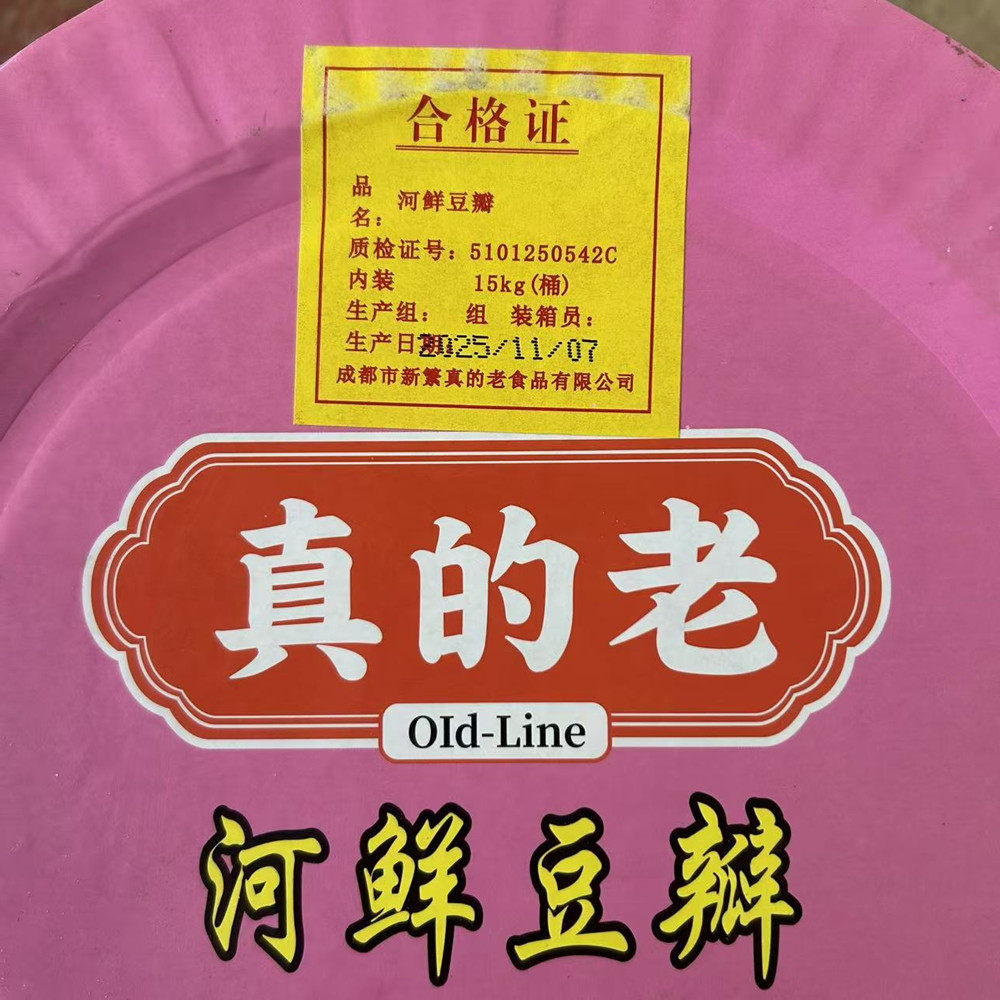 合格证
品名： 河鲜豆瓣
质检证号：5101250542C
内装 15kg(桶)
生产组： 组 装箱员：
生产日期2025/11/07
成都市新繁真的老食品有限公司
真的老
OId-Line
河鲜豆瓣